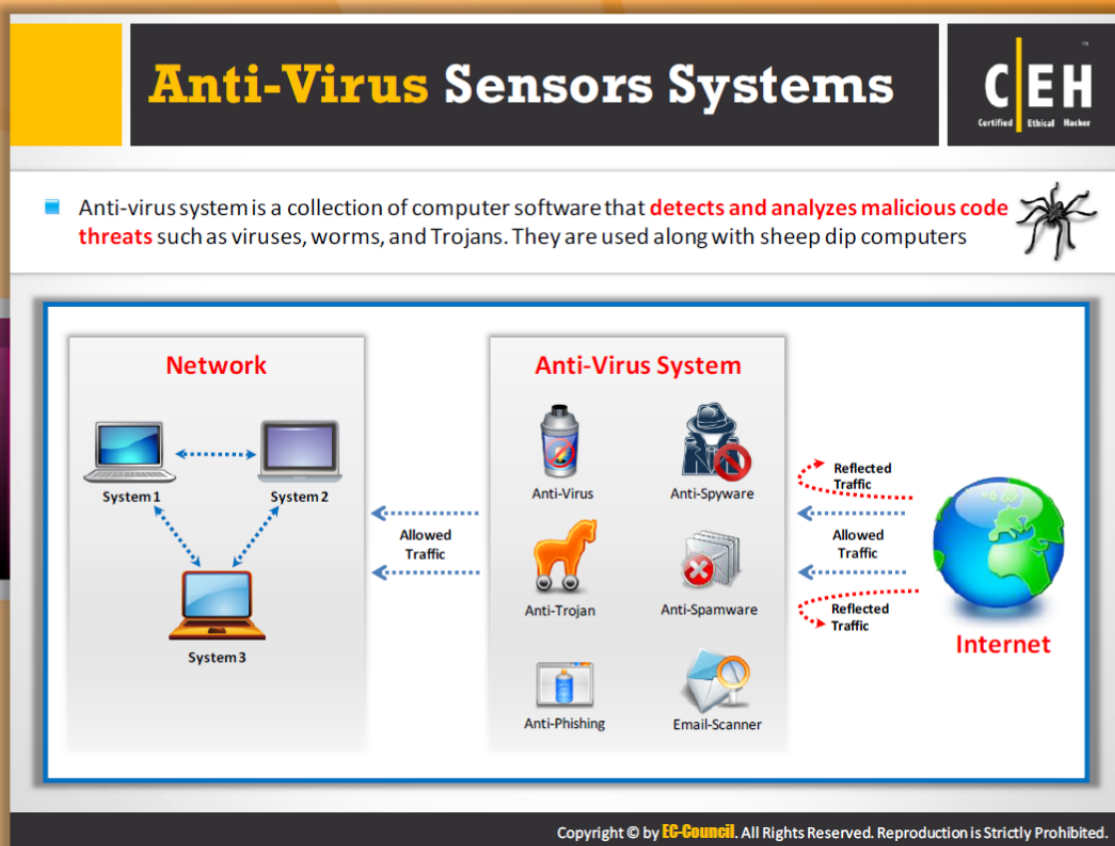 Anti-Virus Sensors Systems
CEH
Certified Ethical Hacker
Anti-virus system is a collection of computer software that detects and analyzes malicious code
threats such as viruses, worms, and Trojans. They are used along with sheep dip computers
Network
System 1
System 2
System 3
Allowed
Traffic
Anti-Virus System
Anti-Virus
Anti-Spyware
Anti-Trojan
Anti-Spamware
Anti-Phishing
Email-Scanner
Reflected
Traffic
Allowed
Traffic
Reflected
Traffic
Internet
Copyright © by EC-Council. All Rights Reserved. Reproduction is Strictly Prohibited.